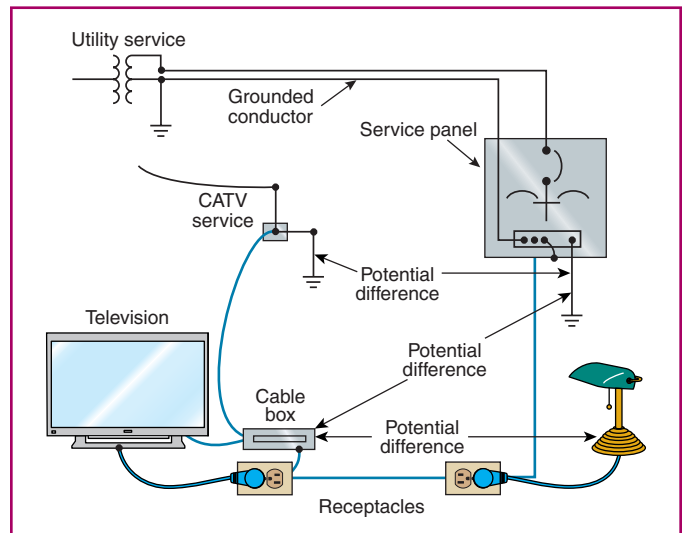 Utility service
Grounded
conductor
Service panel
CATV
service
Potential
difference
Television
Potential
difference
Cable
box
Potential
difference
Receptacles